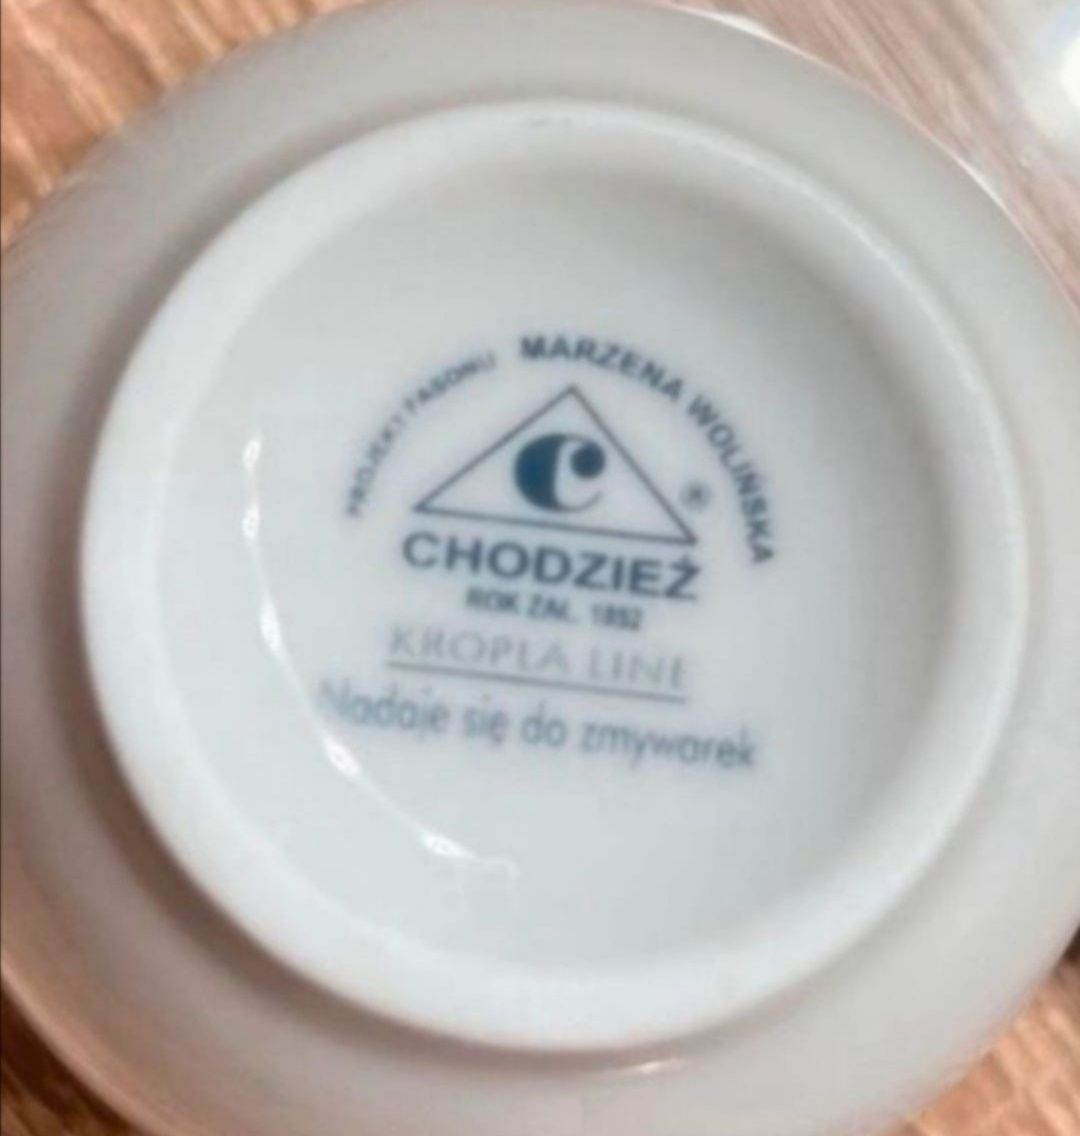 PROJEKT FASONU MARZENA WOLIŃSKA
C
®
CHODZIEŻ
ROK ZAŁ. 1852
KROPLA LINE
Nadaje się do zmywarek